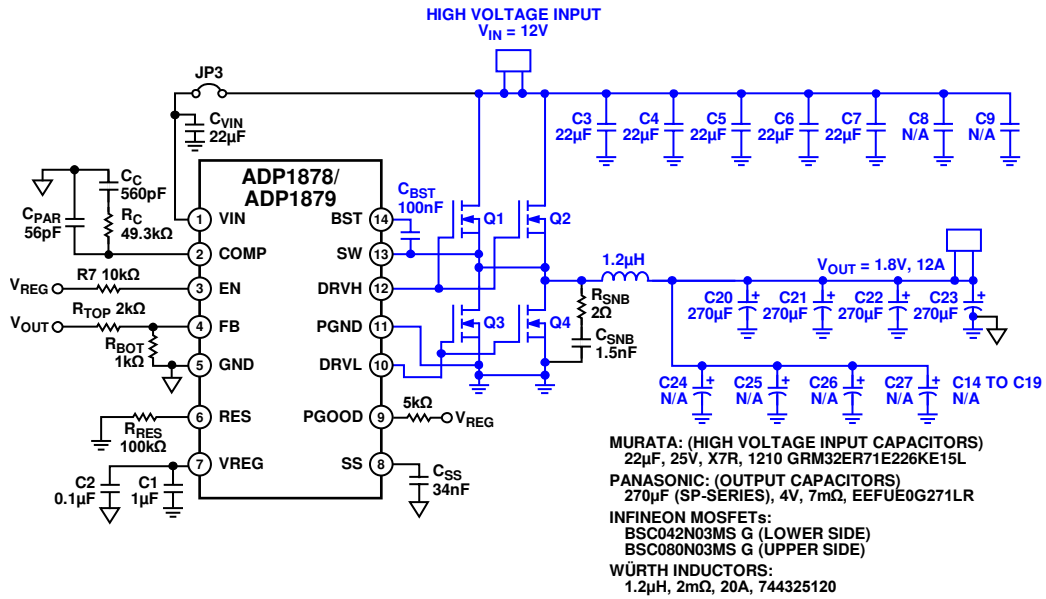 HIGH VOLTAGE INPUT
VIN = 12V
JP3
CVIN
22µF
C3
22µF
C4
22µF
C5
22µF
C6
22µF
C7
22µF
C8
N/A
C9
N/A
ADP1878/
ADP1879
CC
560pF
CPAR
56pF
RC
49.3kΩ
CBST
100nF
1 VIN
BST 14
2 COMP
SW 13
3 EN
DRVH 12
4 FB
PGND 11
5 GND
DRVL 10
6 RES
PGOOD 9
7 VREG
SS 8
Q1
Q2
Q3
Q4
VREG
R7 10kΩ
VOUT
RTOP 2kΩ
RBOT
1kΩ
RRES
100kΩ
C2
0.1µF
C1
1µF
5kΩ
VREG
CSS
34nF
1.2µH
RSNB
2Ω
CSNB
1.5nF
VOUT = 1.8V, 12A
C20
270µF
C21
270µF
C22
270µF
C23
270µF
+
+
+
+
C24
N/A
C25
N/A
C26
N/A
C27
N/A
C14 TO C19
N/A
+
+
+
+
MURATA: (HIGH VOLTAGE INPUT CAPACITORS)
22µF, 25V, X7R, 1210 GRM32ER71E226KE15L
PANASONIC: (OUTPUT CAPACITORS)
270µF (SP-SERIES), 4V, 7mΩ, EEFUE0G271LR
INFINEON MOSFETs:
BSC042N03MS G (LOWER SIDE)
BSC080N03MS G (UPPER SIDE)
WÜRTH INDUCTORS:
1.2µH, 2mΩ, 20A, 744325120